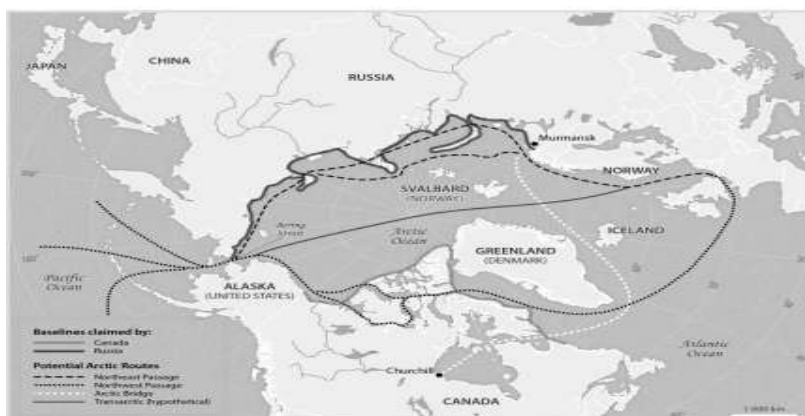 JAPAN
CHINA
RUSSIA
Murmansk
NORWAY
SVALBARD
(NORWAY)
Bering
Strait
Arctic
Ocean
ICELAND
GREENLAND
(DENMARK)
Pacific
Ocean
ALASKA
(UNITED STATES)
Baselines claimed by:
Canada
Russia
Potential Arctic Routes
Northeast Passage
Northwest Passage
Arctic Bridge
Transarctic (hypothetical)
Churchill
CANADA
Atlantic
Ocean